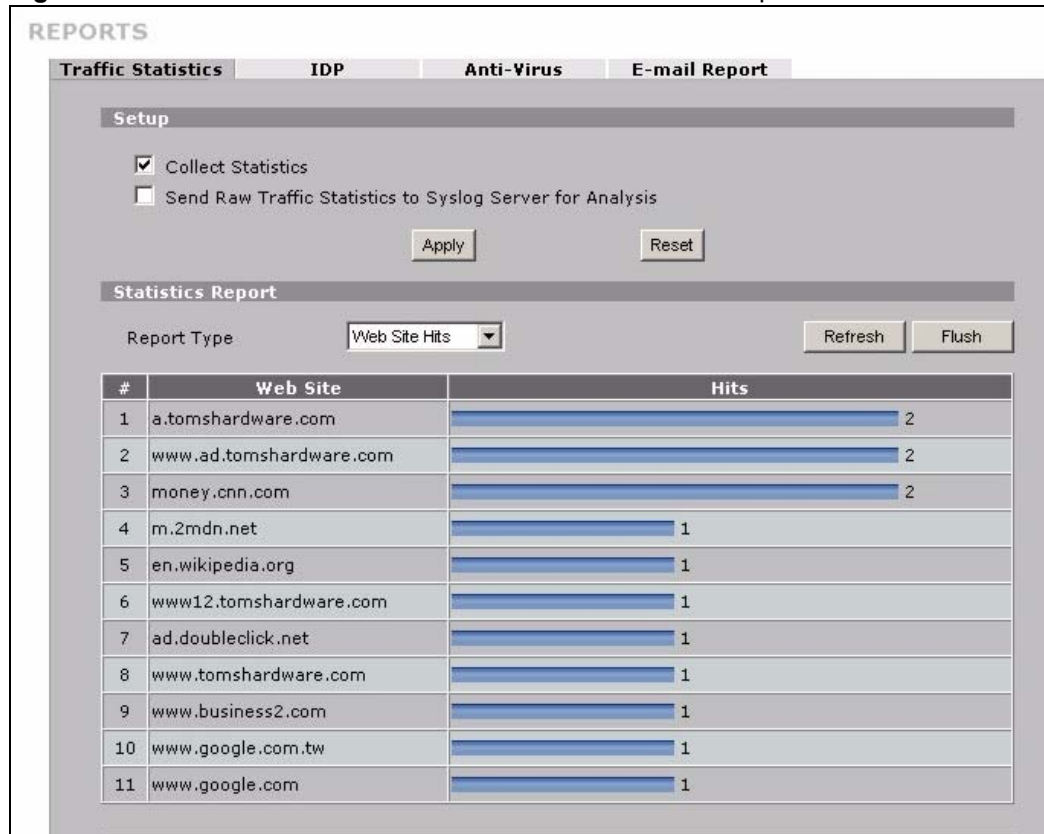 REPORTS
Traffic Statistics IDP Anti-Virus E-mail Report
Setup
Collect Statistics
Send Raw Traffic Statistics to Syslog Server for Analysis
Apply Reset
Statistics Report
Report Type Web Site Hits Refresh Flush
# Web Site Hits
1 a.tomshardware.com 2
2 www.ad.tomshardware.com 2
3 money.cnn.com 2
4 m.2mdn.net 1
5 en.wikipedia.org 1
6 www12.tomshardware.com 1
7 ad.doubleclick.net 1
8 www.tomshardware.com 1
9 www.business2.com 1
10 www.google.com.tw 1
11 www.google.com 1